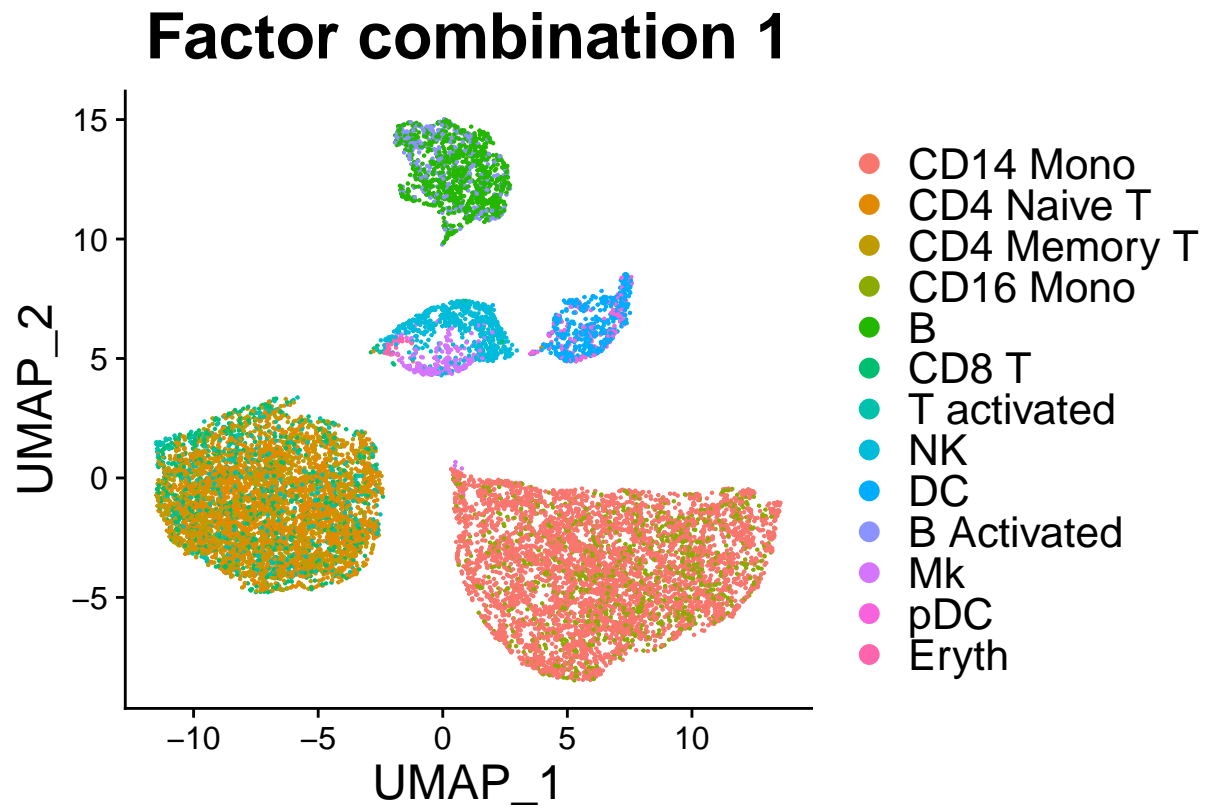 Factor combination 1
UMAP_2
15
10
5
0
−5
−10
−5
0
5
10
UMAP_1
CD14 Mono
CD4 Naive T
CD4 Memory T
CD16 Mono
B
CD8 T
T activated
NK
DC
B Activated
Mk
pDC
Eryth